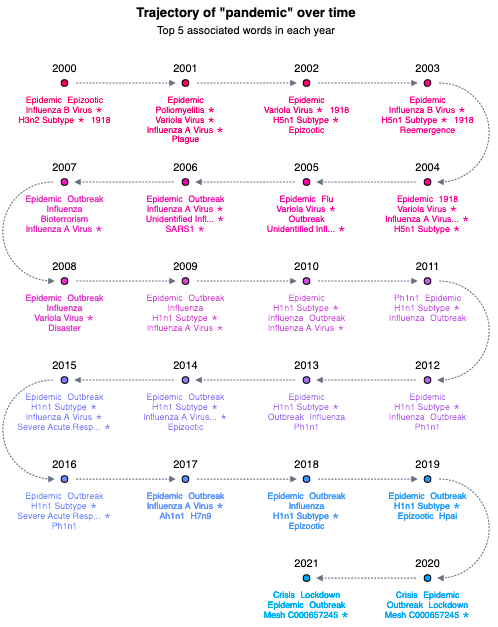 Trajectory of "pandemic" over time
Top 5 associated words in each year
2000
Epidemic Epizootic
Influenza B Virus *
H3n2 Subtype * 1918
2001
Epidemic
Poliomyelitis *
Variola Virus *
Influenza A Virus *
Plague
2002
Epidemic
Variola Virus * 1918
H5n1 Subtype *
Epizootic
2003
Epidemic
Influenza B Virus *
H5n1 Subtype * 1918
Reemergence
2007
Epidemic Outbreak
Influenza
Bioterrorism
Influenza A Virus *
2006
Epidemic Outbreak
Influenza A Virus *
Unidentified Infl... *
SARS1 *
2005
Epidemic Flu
Variola Virus *
Outbreak
Unidentified Infl... *
2004
Epidemic 1918
Variola Virus *
Influenza A Virus... *
H5n1 Subtype *
2008
Epidemic Outbreak
Influenza
Variola Virus *
Disaster
2009
Epidemic Outbreak
Influenza
H1n1 Subtype *
Influenza A Virus *
2010
Epidemic
H1n1 Subtype *
Influenza Outbreak
Influenza A Virus *
2011
Ph1n1 Epidemic
H1n1 Subtype *
Influenza Outbreak
2015
Epidemic Outbreak
H1n1 Subtype *
Influenza A Virus *
Severe Acute Resp... *
2014
Epidemic Outbreak
H1n1 Subtype *
Influenza A Virus... *
Epizootic
2013
Epidemic
H1n1 Subtype *
Outbreak Influenza
Ph1n1
2012
Epidemic
H1n1 Subtype *
Influenza Outbreak
Ph1n1
2016
Epidemic Outbreak
H1n1 Subtype *
Severe Acute Resp... *
Ph1n1
2017
Epidemic Outbreak
Influenza A Virus *
Ah1n1 H7n9
2018
Epidemic Outbreak
Influenza
H1n1 Subtype *
Epizootic
2019
Epidemic Outbreak
H1n1 Subtype *
Epizootic Hpai
2021
Crisis Lockdown
Epidemic Outbreak
Mesh C000657245 *
2020
Crisis Epidemic
Outbreak Lockdown
Mesh C000657245 *